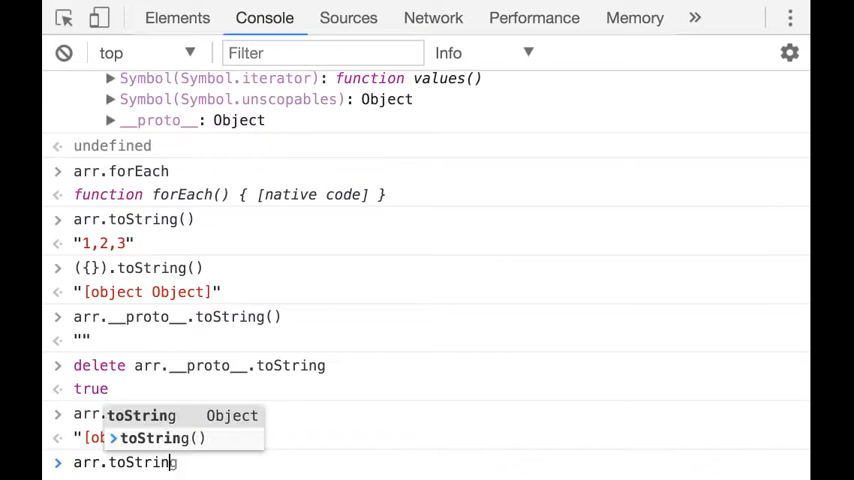 Elements Console Sources Network Performance Memory »
top Filter Info
Symbol(Symbol.iterator): function values()
Symbol(Symbol.unscopables): Object
__proto__: Object
undefined
arr.forEach
function forEach() { [native code] }
arr.toString()
"1,2,3"
({}).toString()
"[object Object]"
arr.__proto__.toString()
""
delete arr.__proto__.toString
true
arr.
toString Object
"[ob
toString()
arr.toString